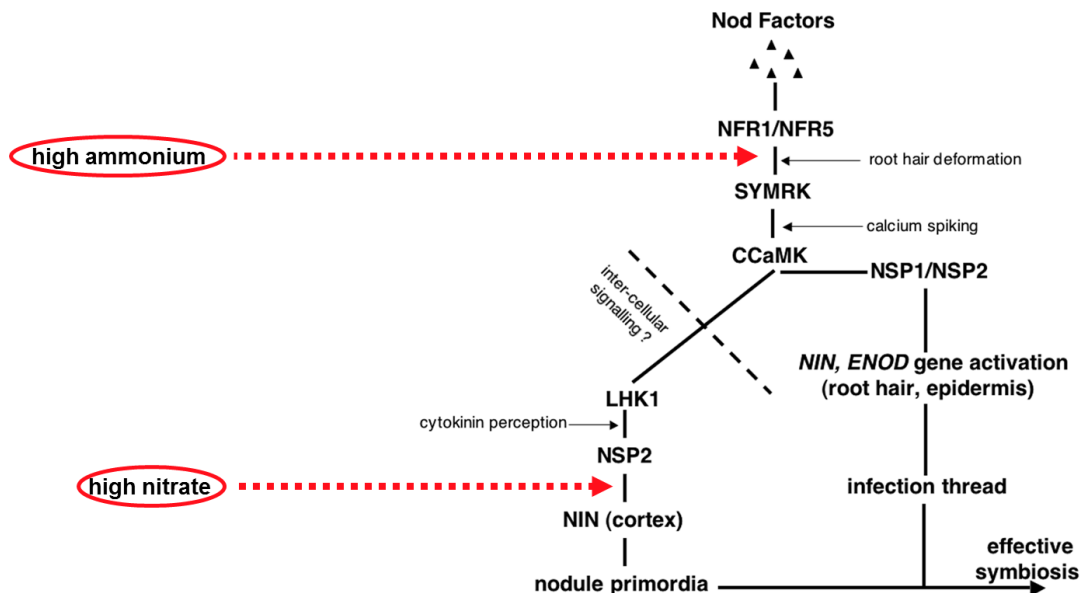 Nod Factors
NFR1/NFR5
high ammonium
root hair deformation
SYMRK
calcium spiking
CCaMK
NSP1/NSP2
inter-cellular
signalling ?
NIN, ENOD gene activation
(root hair, epidermis)
LHK1
cytokinin perception
NSP2
high nitrate
infection thread
NIN (cortex)
effective
symbiosis
nodule primordia